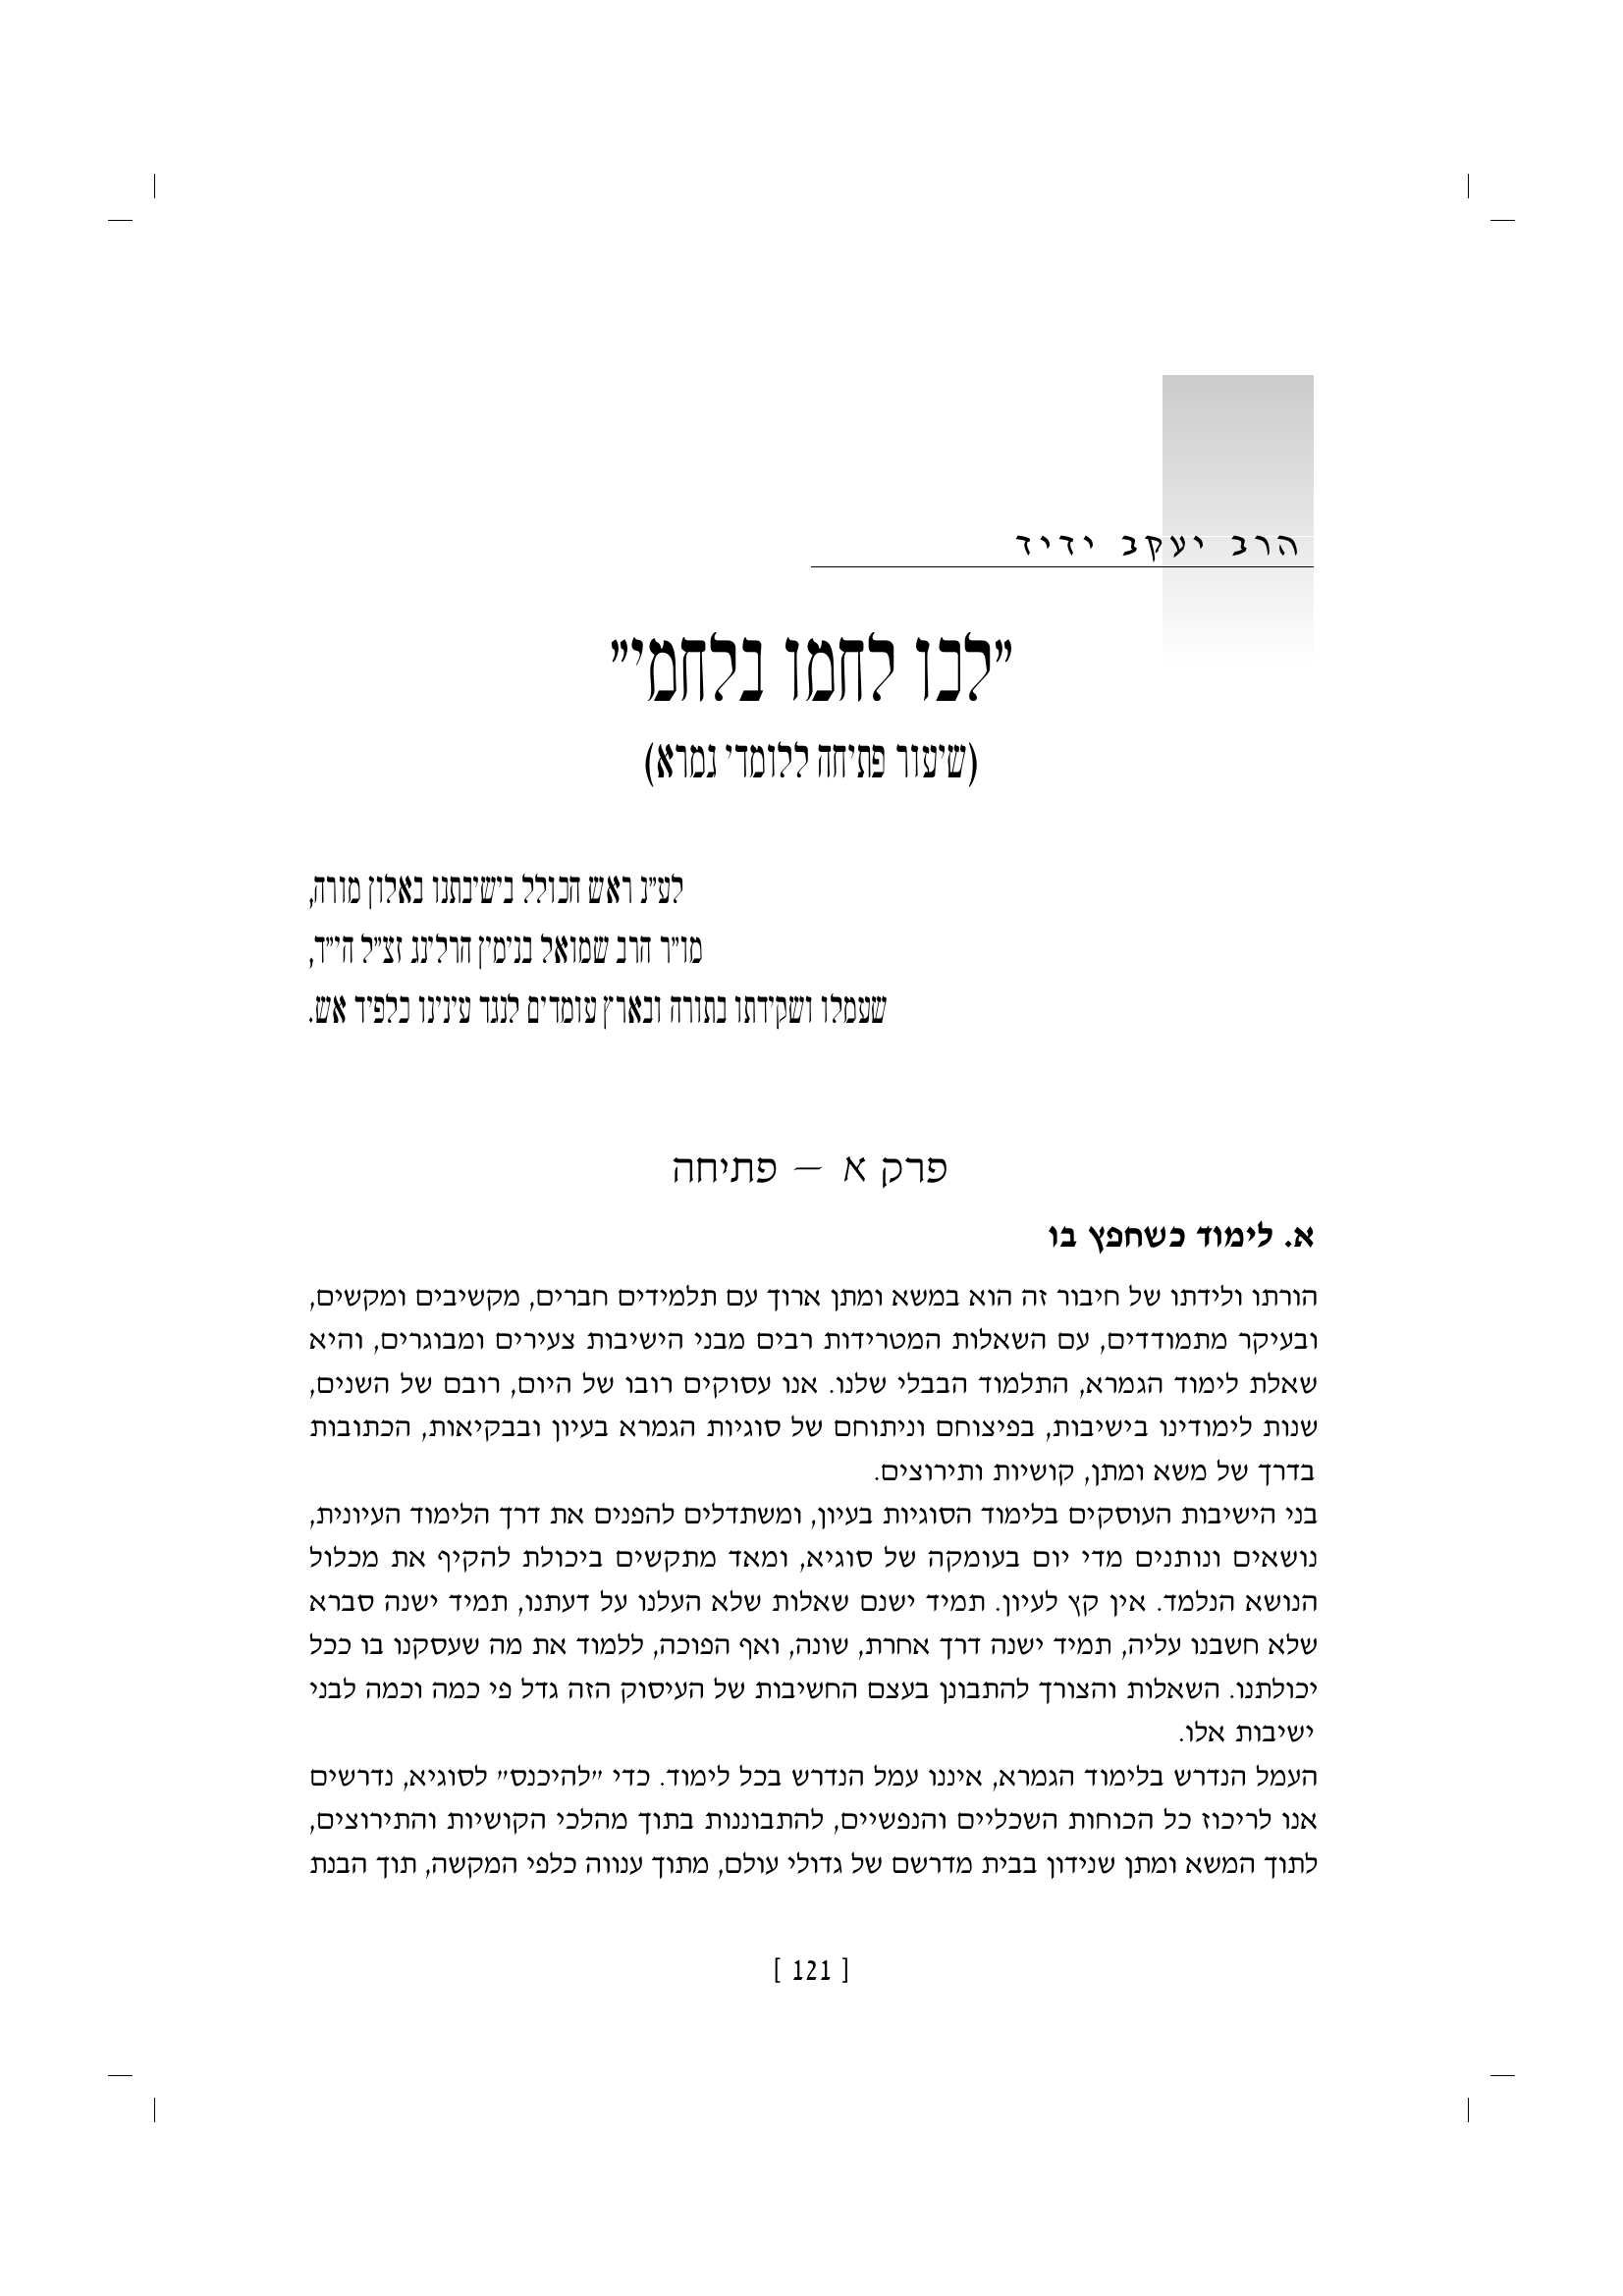 הרב יעקב ידיד
"לכו לחמו בלחמי"
(שיעור פתיחה ללומדי גמרא)
לע"נ ראש הכולל בישיבתנו באלון מורה,
מו"ר הרב שמואל בנימין הרלינג זצ"ל הי"ד,
שעמלו ושקידתו בתורה ובארץ עומדים לנגד עינינו כלפיד אש.
פרק א – פתיחה
א. לימוד כשחפץ בו
הורתו ולידתו של חיבור זה הוא במשא ומתן ארוך עם תלמידים חברים, מקשיבים ומקשים,
ובעיקר מתמודדים, עם השאלות המטרידות רבים מבני הישיבות צעירים ומבוגרים, והיא
שאלת לימוד הגמרא, התלמוד הבבלי שלנו. אנו עסוקים רובו של היום, רובם של השנים,
שנות לימודינו בישיבות, בפיצוחם וניתוחם של סוגיות הגמרא בעיון ובבקיאות, הכתובות
בדרך של משא ומתן, קושיות ותירוצים.
בני הישיבות העוסקים בלימוד הסוגיות בעיון, ומשתדלים להפנים את דרך הלימוד העיונית,
נושאים ונותנים מדי יום בעומקה של סוגיא, ומאד מתקשים ביכולת להקיף את מכלול
הנושא הנלמד. אין קץ לעיון. תמיד ישנם שאלות שלא העלנו על דעתנו, תמיד ישנה סברא
שלא חשבנו עליה, תמיד ישנה דרך אחרת, שונה, ואף הפוכה, ללמוד את מה שעסקנו בו ככל
יכולתנו. השאלות והצורך להתבונן בעצם החשיבות של העיסוק הזה גדל פי כמה וכמה לבני
ישיבות אלו.
העמל הנדרש בלימוד הגמרא, איננו עמל הנדרש בכל לימוד. כדי "להיכנס" לסוגיא, נדרשים
אנו לריכוז כל הכוחות השכליים והנפשיים, להתבוננות בתוך מהלכי הקושיות והתירוצים,
לתוך המשא ומתן שנידון בבית מדרשם של גדולי עולם, מתוך ענווה כלפי המקשה, תוך הבנת
[ 121 ]